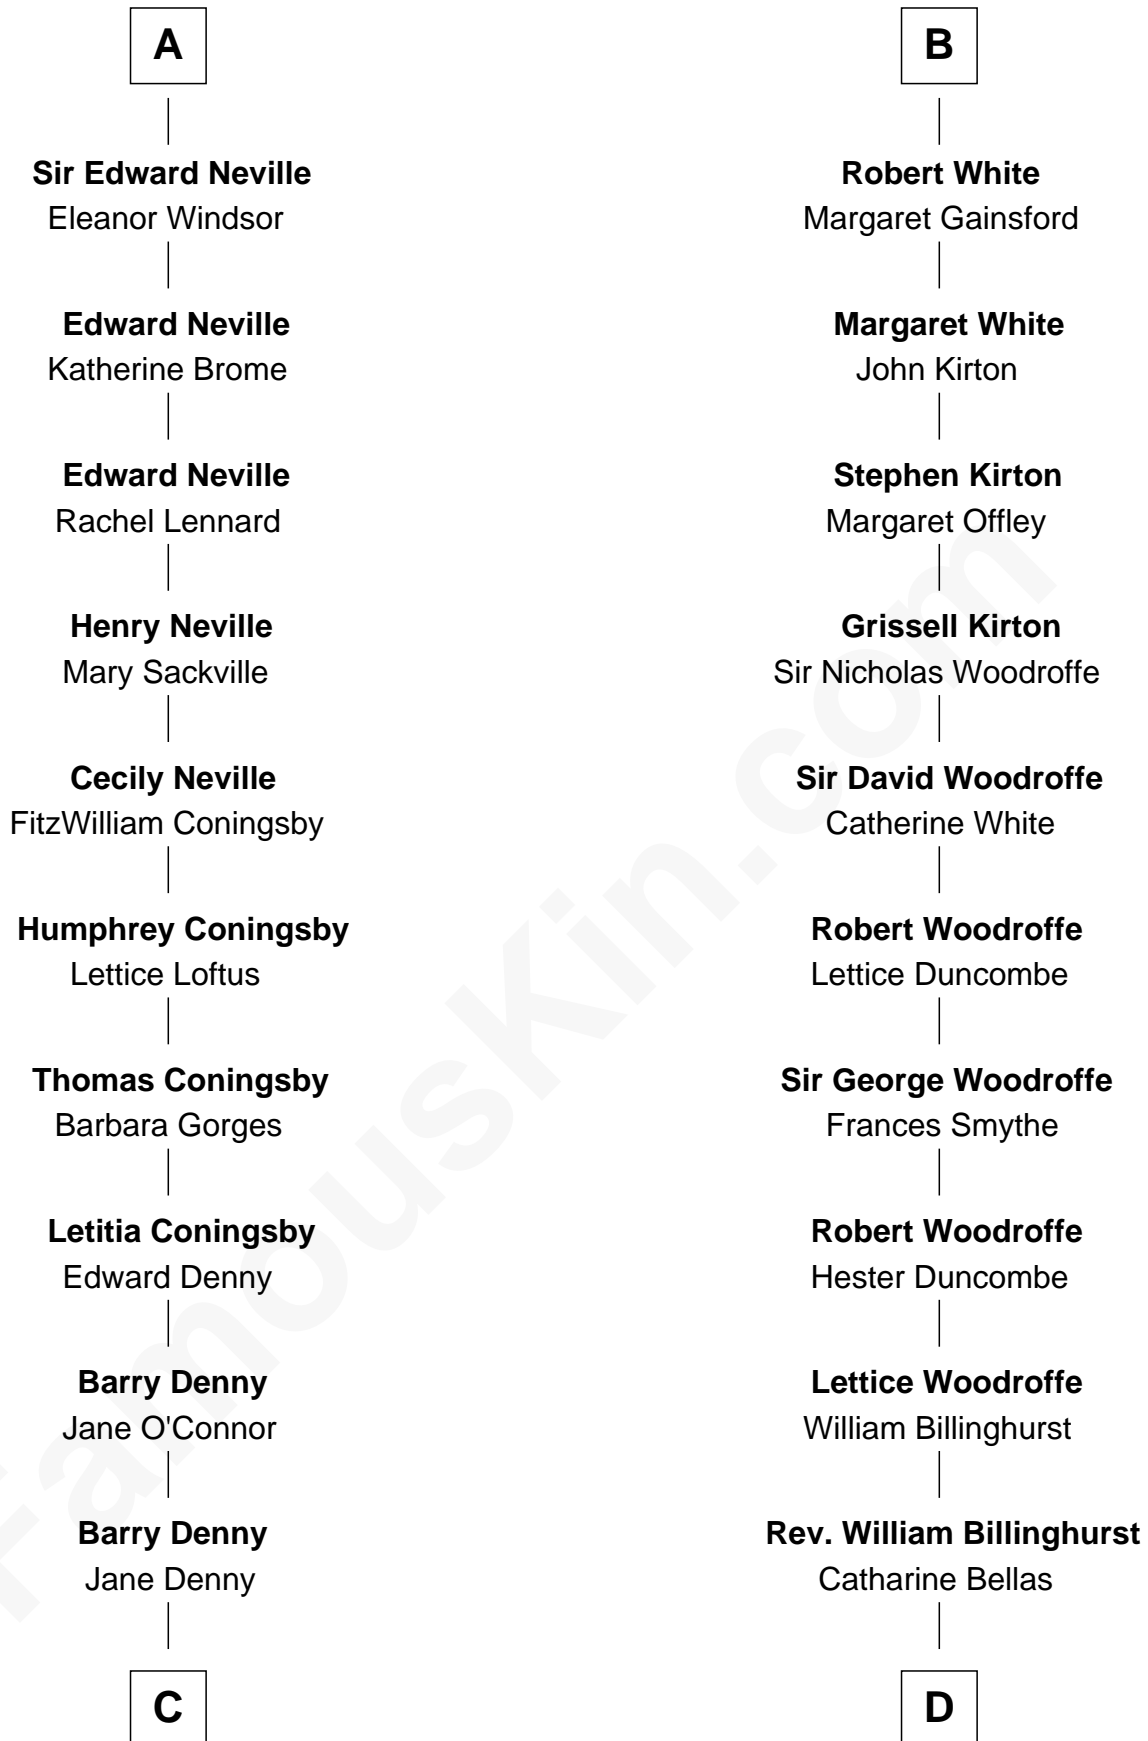 A
Sir Edward Neville
Eleanor Windsor
Edward Neville
Katherine Brome
Edward Neville
Rachel Lennard
Henry Neville
Mary Sackville
Cecily Neville
FitzWilliam Coningsby
Humphrey Coningsby
Lettice Loftus
Thomas Coningsby
Barbara Gorges
Letitia Coningsby
Edward Denny
Barry Denny
Jane O'Connor
Barry Denny
Jane Denny
C
B
Robert White
Margaret Gainsford
Margaret White
John Kirton
Stephen Kirton
Margaret Offley
Grissell Kirton
Sir Nicholas Woodroffe
Sir David Woodroffe
Catherine White
Robert Woodroffe
Lettice Duncombe
Sir George Woodroffe
Frances Smythe
Robert Woodroffe
Hester Duncombe
Lettice Woodroffe
William Billinghurst
Rev. William Billinghurst
Catharine Bellas
D
FamousKin.com